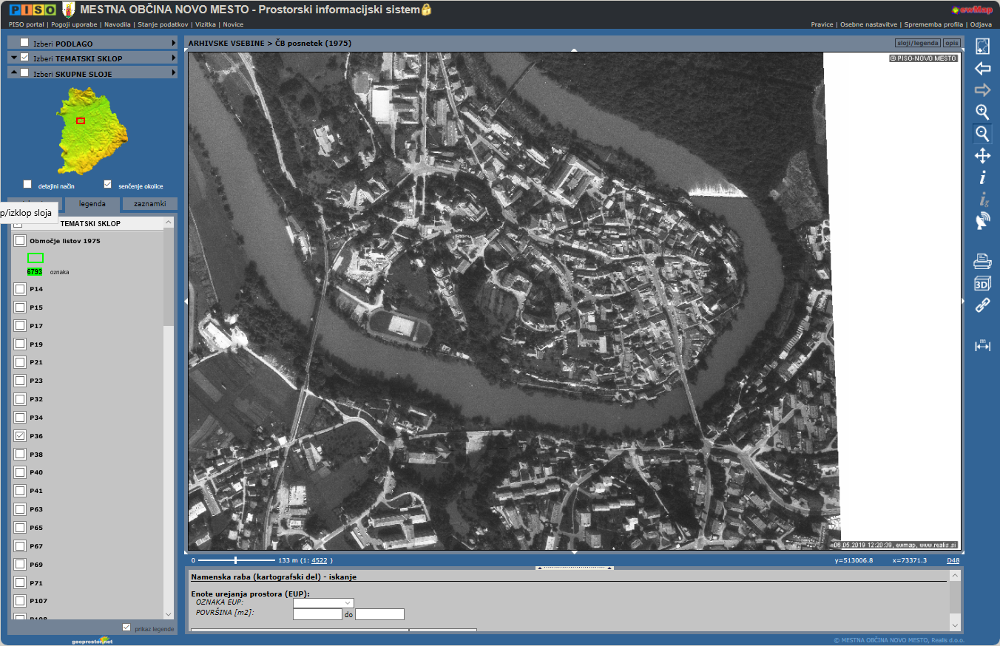 PISO MESTNA OBČINA NOVO MESTO - Prostorski informacijski sistem
ewMap
PISO portal | Pogoji uporabe | Navodila | Stanje podatkov | Vizitka | Novice
Pravice | Osebne nastavitve | Sprememba profila | Odjava
Izberi PODLAGO
Izberi TEMATSKI SKLOP
Izberi SKUPNE SLOJE
ARHIVSKE VSEBINE > ČB posnetek (1975)
sloji/legenda opis
© PISO-NOVO MESTO
detajlni način
senčenje okolice
legenda
zaznamki
p/izklop sloja
TEMATSKI SKLOP
Območje listov 1975
6793 oznaka
P14
P15
P17
P19
P21
P23
P32
P34
P36
P38
P40
P41
P63
P65
P67
P69
P71
P107
P108
prikaz legende
geoprostor.net
i
i g
3D
m
06.05.2019 12:20:39, ewmap, www.realis.si
0 133 m (1: 4522 )
y=513006.8 x=73371.3 D48
Namenska raba (kartografski del) - iskanje
Enote urejanja prostora (EUP):
OZNAKA EUP:
POVRŠINA [m2]: do
© MESTNA OBČINA NOVO MESTO, Realis d.o.o.